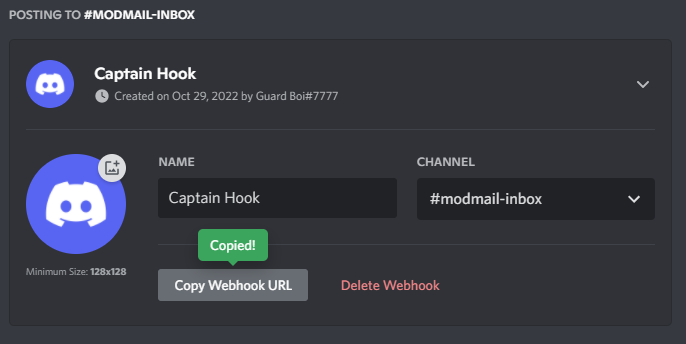 POSTING TO #MODMAIL-INBOX
Captain Hook
Created on Oct 29, 2022 by Guard Boi#7777
NAME
CHANNEL
Captain Hook
#modmail-inbox
Copied!
Minimum Size: 128x128
Copy Webhook URL
Delete Webhook